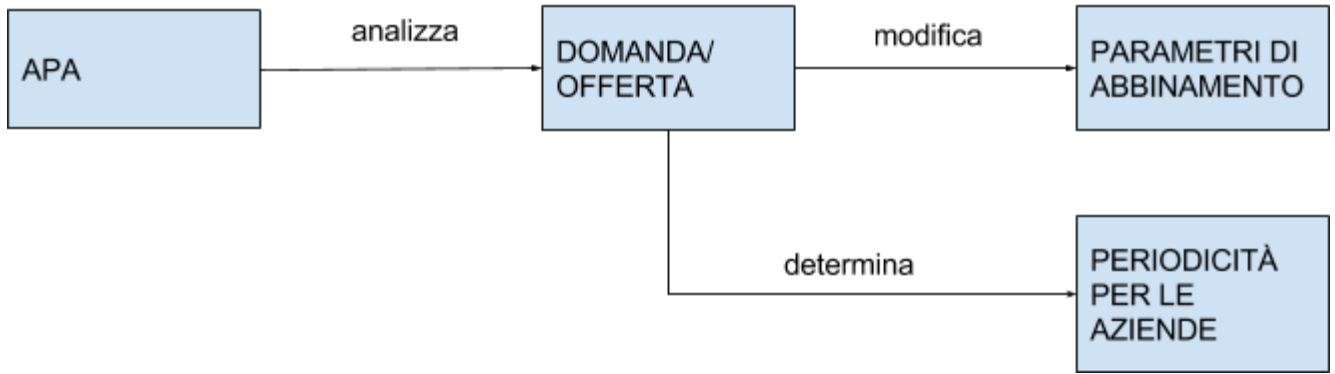 analizza
modifica
APA
DOMANDA/
OFFERTA
PARAMETRI DI
ABBINAMENTO
determina
PERIODICITÀ
PER LE
AZIENDE